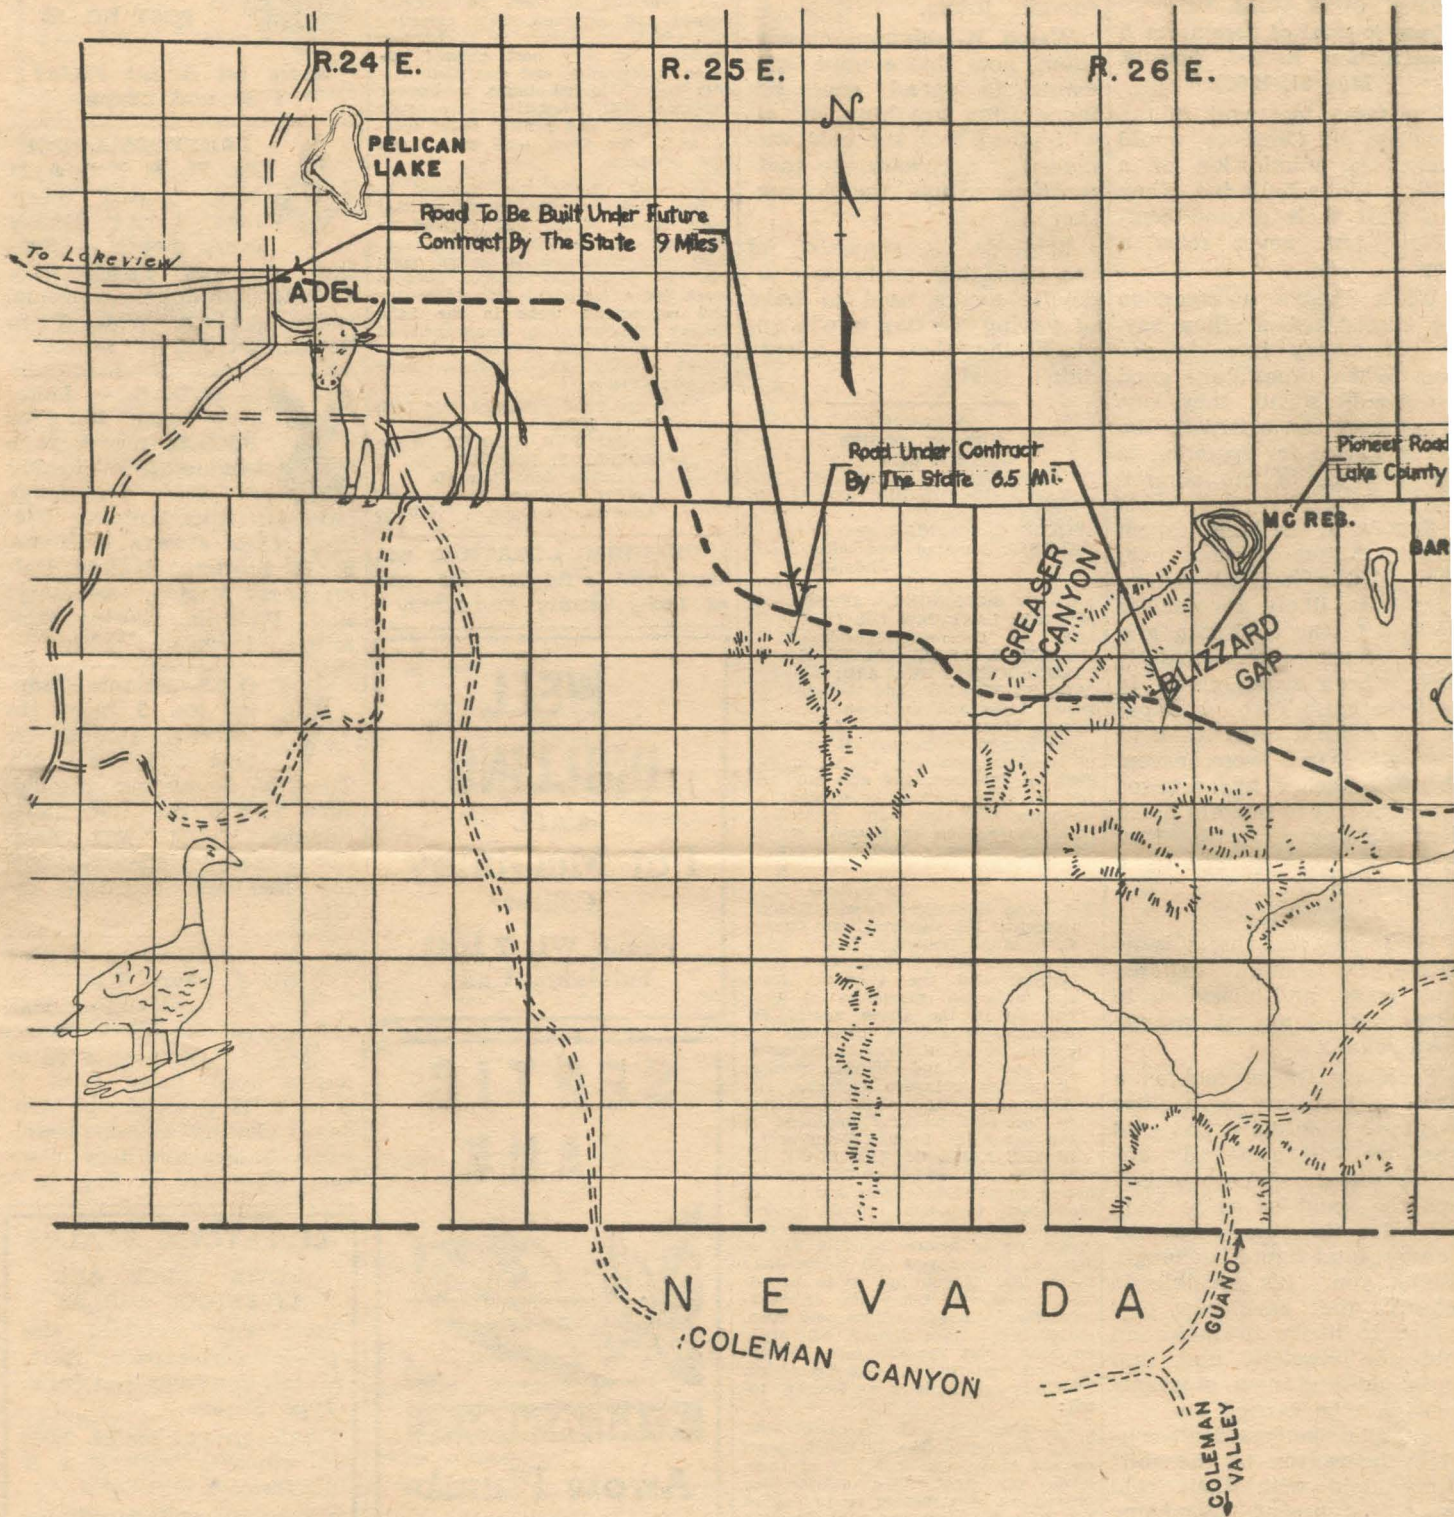 R.24 E.
R. 25 E.
R. 26 E.
N
PELICAN
LAKE
Road To Be Built Under Future
Contract By The State 9 Miles
To Lakeview
ADEL.
Road Under Contract
By The State 6.5 Mi.
Pioneer Road
Lake County
MC RES.
BAR
GREASER
CANYON
BLIZZARD
GAP
NEVADA
COLEMAN CANYON
GUANO
COLEMAN
VALLEY